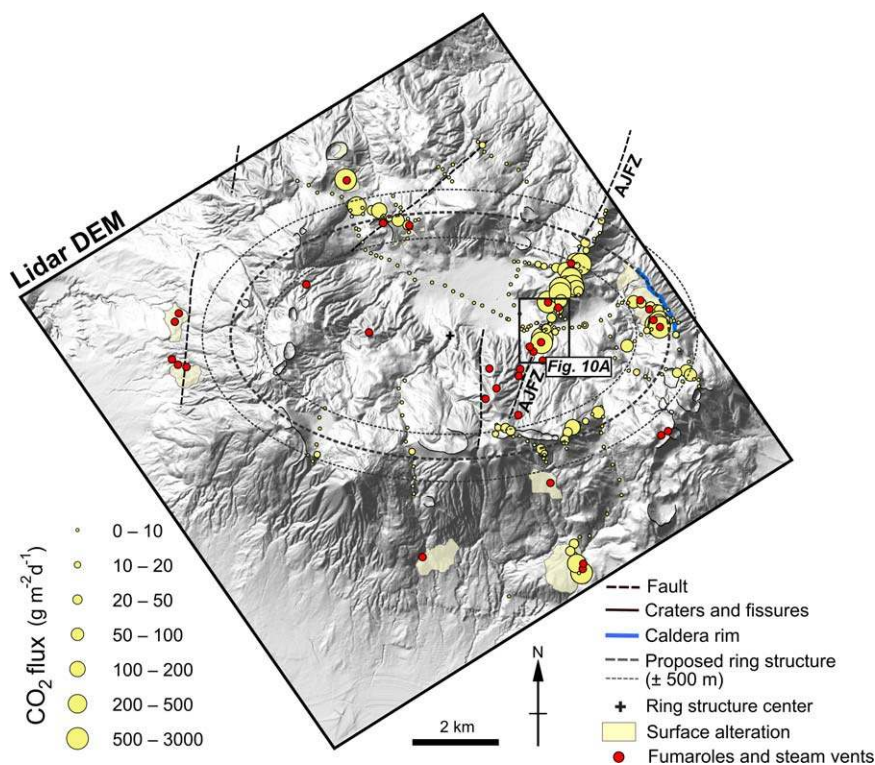 AJFZ
Lidar DEM
Fig. 10A
AJFZ
CO₂ flux (g m⁻²d⁻¹)
0 – 10
10 – 20
20 – 50
50 – 100
100 – 200
200 – 500
500 – 3000
2 km
N
Fault
Craters and fissures
Caldera rim
Proposed ring structure
(± 500 m)
Ring structure center
Surface alteration
Fumaroles and steam vents